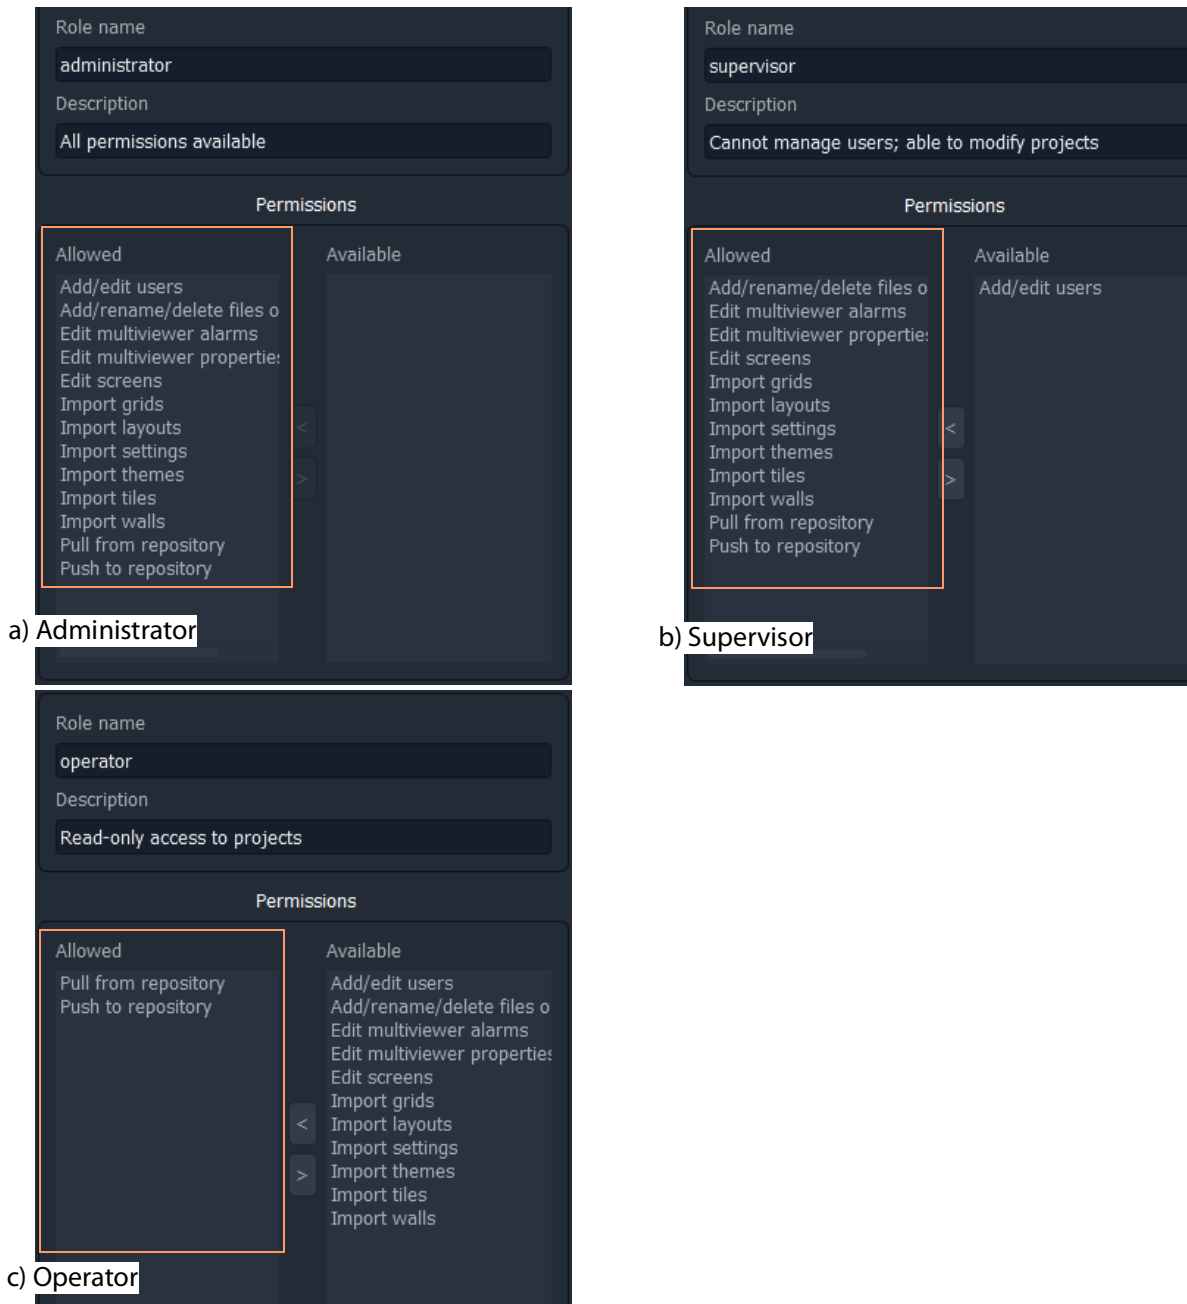 Role name
administrator
Description
All permissions available
Permissions
Allowed
Available
Add/edit users
Add/rename/delete files o
Edit multiviewer alarms
Edit multiviewer properties
Edit screens
Import grids
Import layouts
<
Import settings
Import themes
>
Import tiles
Import walls
Pull from repository
Push to repository
a) Administrator
Role name
supervisor
Description
Cannot manage users; able to modify projects
Permissions
Allowed
Available
Add/rename/delete files o
Add/edit users
Edit multiviewer alarms
Edit multiviewer properties
Edit screens
Import grids
Import layouts
Import settings
<
Import themes
Import tiles
>
Import walls
Pull from repository
Push to repository
b) Supervisor
Role name
operator
Description
Read-only access to projects
Permissions
Allowed
Available
Pull from repository
Push to repository
Add/edit users
Add/rename/delete files o
Edit multiviewer alarms
Edit multiviewer properties
Edit screens
Import grids
<
Import layouts
Import settings
>
Import themes
Import tiles
Import walls
c) Operator